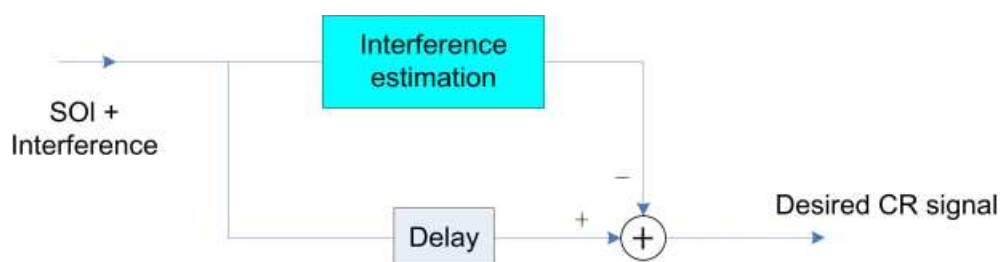 Interference
estimation
SOI +
Interference
−
Delay
+
+
Desired CR signal